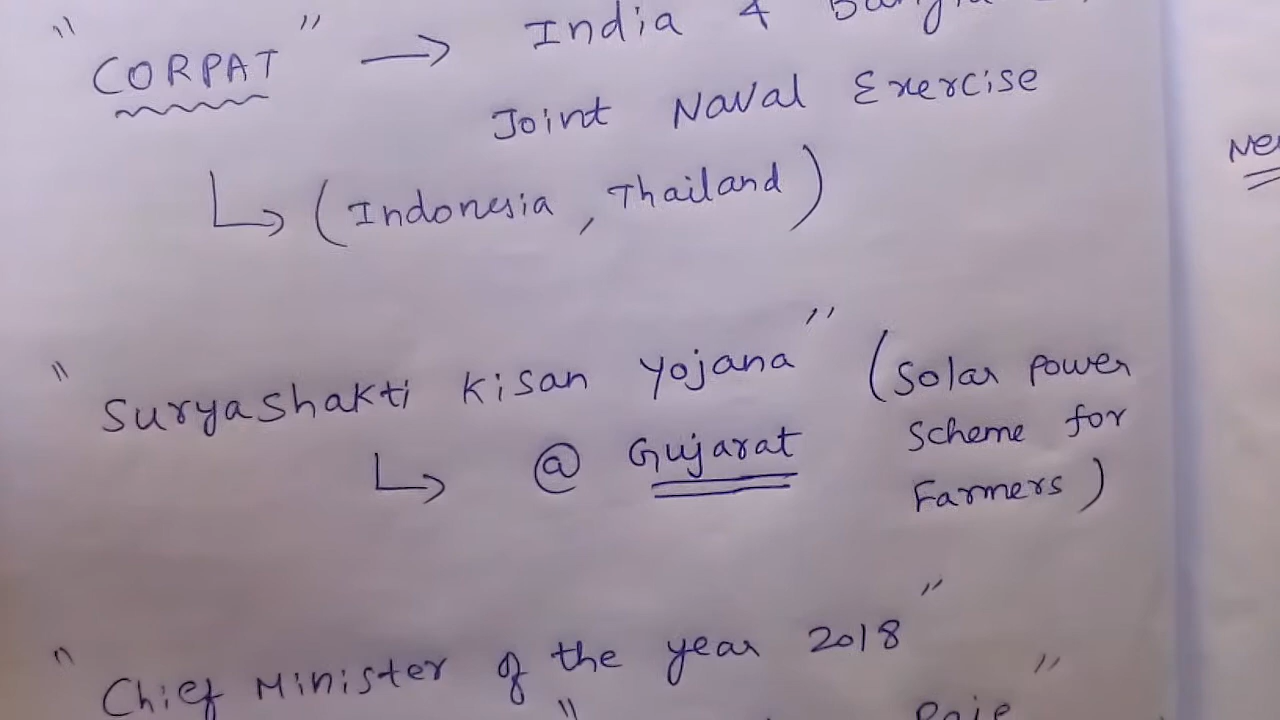 "CORPAT" → India &
Joint Naval Exercise
↳ (Indonesia, Thailand)
"Suryashakti Kisan Yojana" (Solar Power
↳ @ Gujarat Scheme for
Farmers)
"Chief Minister of the year 2018"